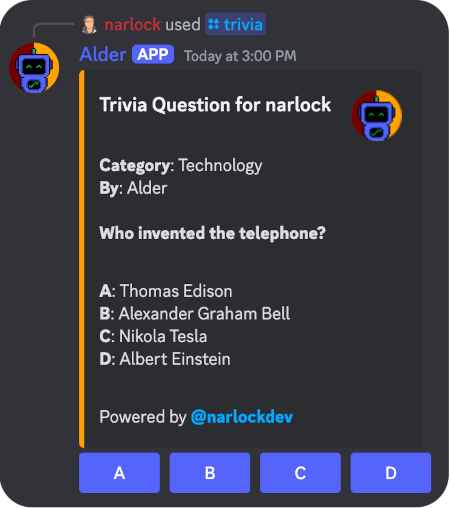 narlock used trivia
Alder APP Today at 3:00 PM
Trivia Question for narlock
Category: Technology
By: Alder
Who invented the telephone?
A: Thomas Edison
B: Alexander Graham Bell
C: Nikola Tesla
D: Albert Einstein
Powered by @narlockdev
A B C D